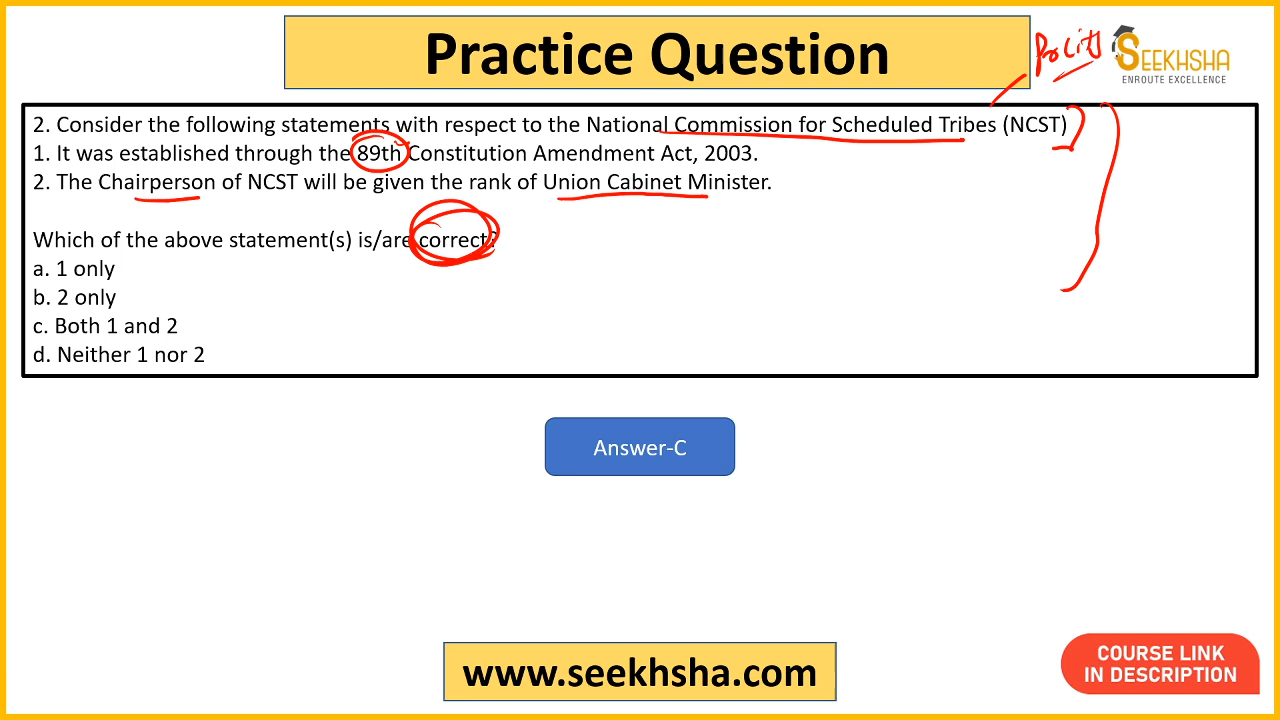 Practice Question
Polity
SEEKHSHA
ENROUTE EXCELLENCE
2. Consider the following statements with respect to the National Commission for Scheduled Tribes (NCST)
1. It was established through the 89th Constitution Amendment Act, 2003.
2. The Chairperson of NCST will be given the rank of Union Cabinet Minister.
Which of the above statement(s) is/are correct?
a. 1 only
b. 2 only
c. Both 1 and 2
d. Neither 1 nor 2
Answer-C
www.seekhsha.com
COURSE LINK
IN DESCRIPTION